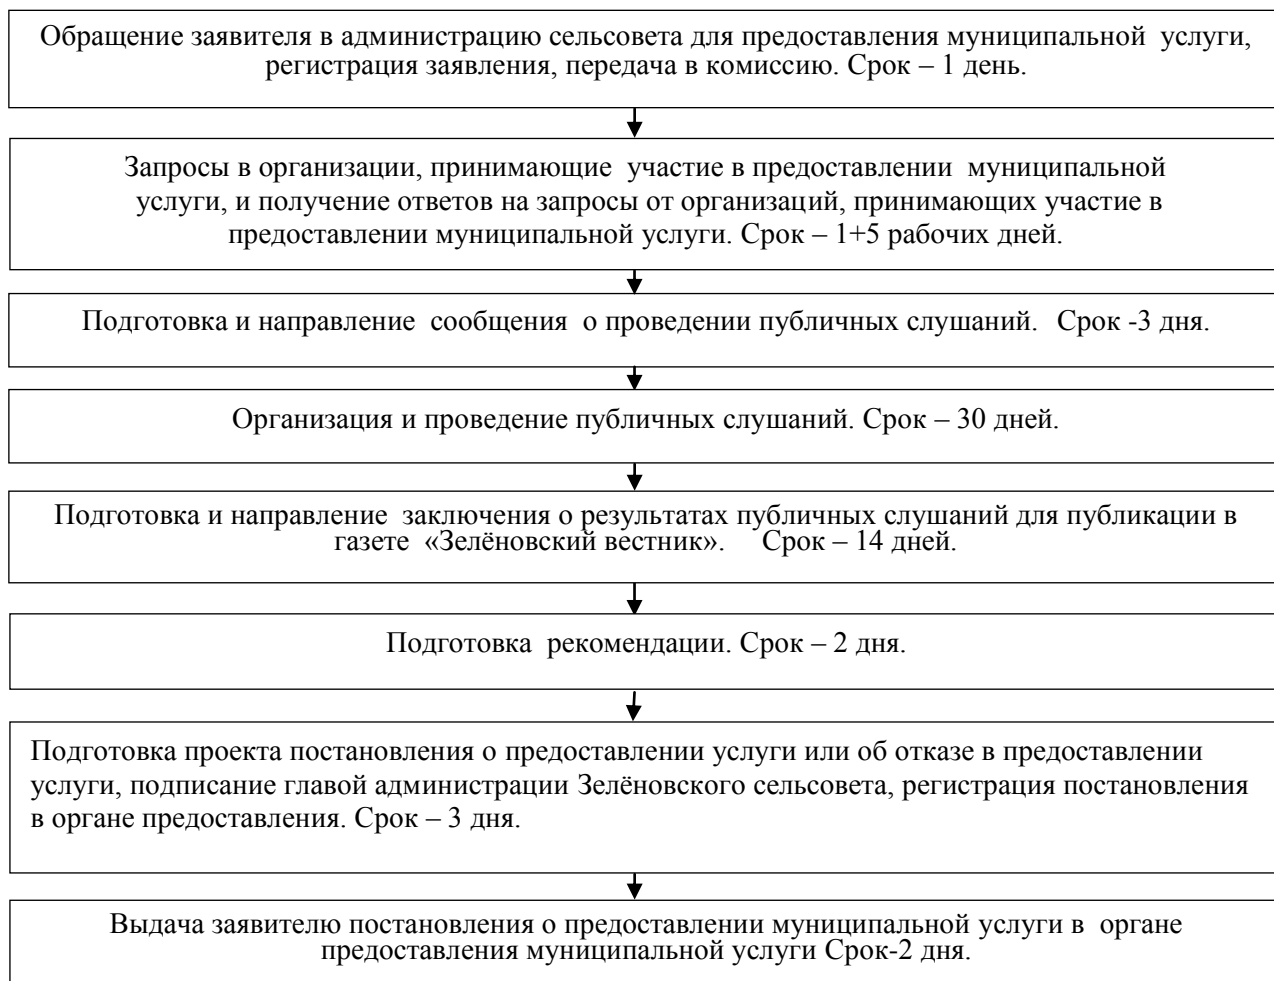 Обращение заявителя в администрацию сельсовета для предоставления муниципальной услуги,
регистрация заявления, передача в комиссию. Срок – 1 день.
Запросы в организации, принимающие участие в предоставлении муниципальной
услуги, и получение ответов на запросы от организаций, принимающих участие в
предоставлении муниципальной услуги. Срок – 1+5 рабочих дней.
Подготовка и направление сообщения о проведении публичных слушаний. Срок -3 дня.
Организация и проведение публичных слушаний. Срок – 30 дней.
Подготовка и направление заключения о результатах публичных слушаний для публикации в
газете «Зелёновский вестник». Срок – 14 дней.
Подготовка рекомендации. Срок – 2 дня.
Подготовка проекта постановления о предоставлении услуги или об отказе в предоставлении
услуги, подписание главой администрации Зелёновского сельсовета, регистрация постановления
в органе предоставления. Срок – 3 дня.
Выдача заявителю постановления о предоставлении муниципальной услуги в органе
предоставления муниципальной услуги Срок-2 дня.